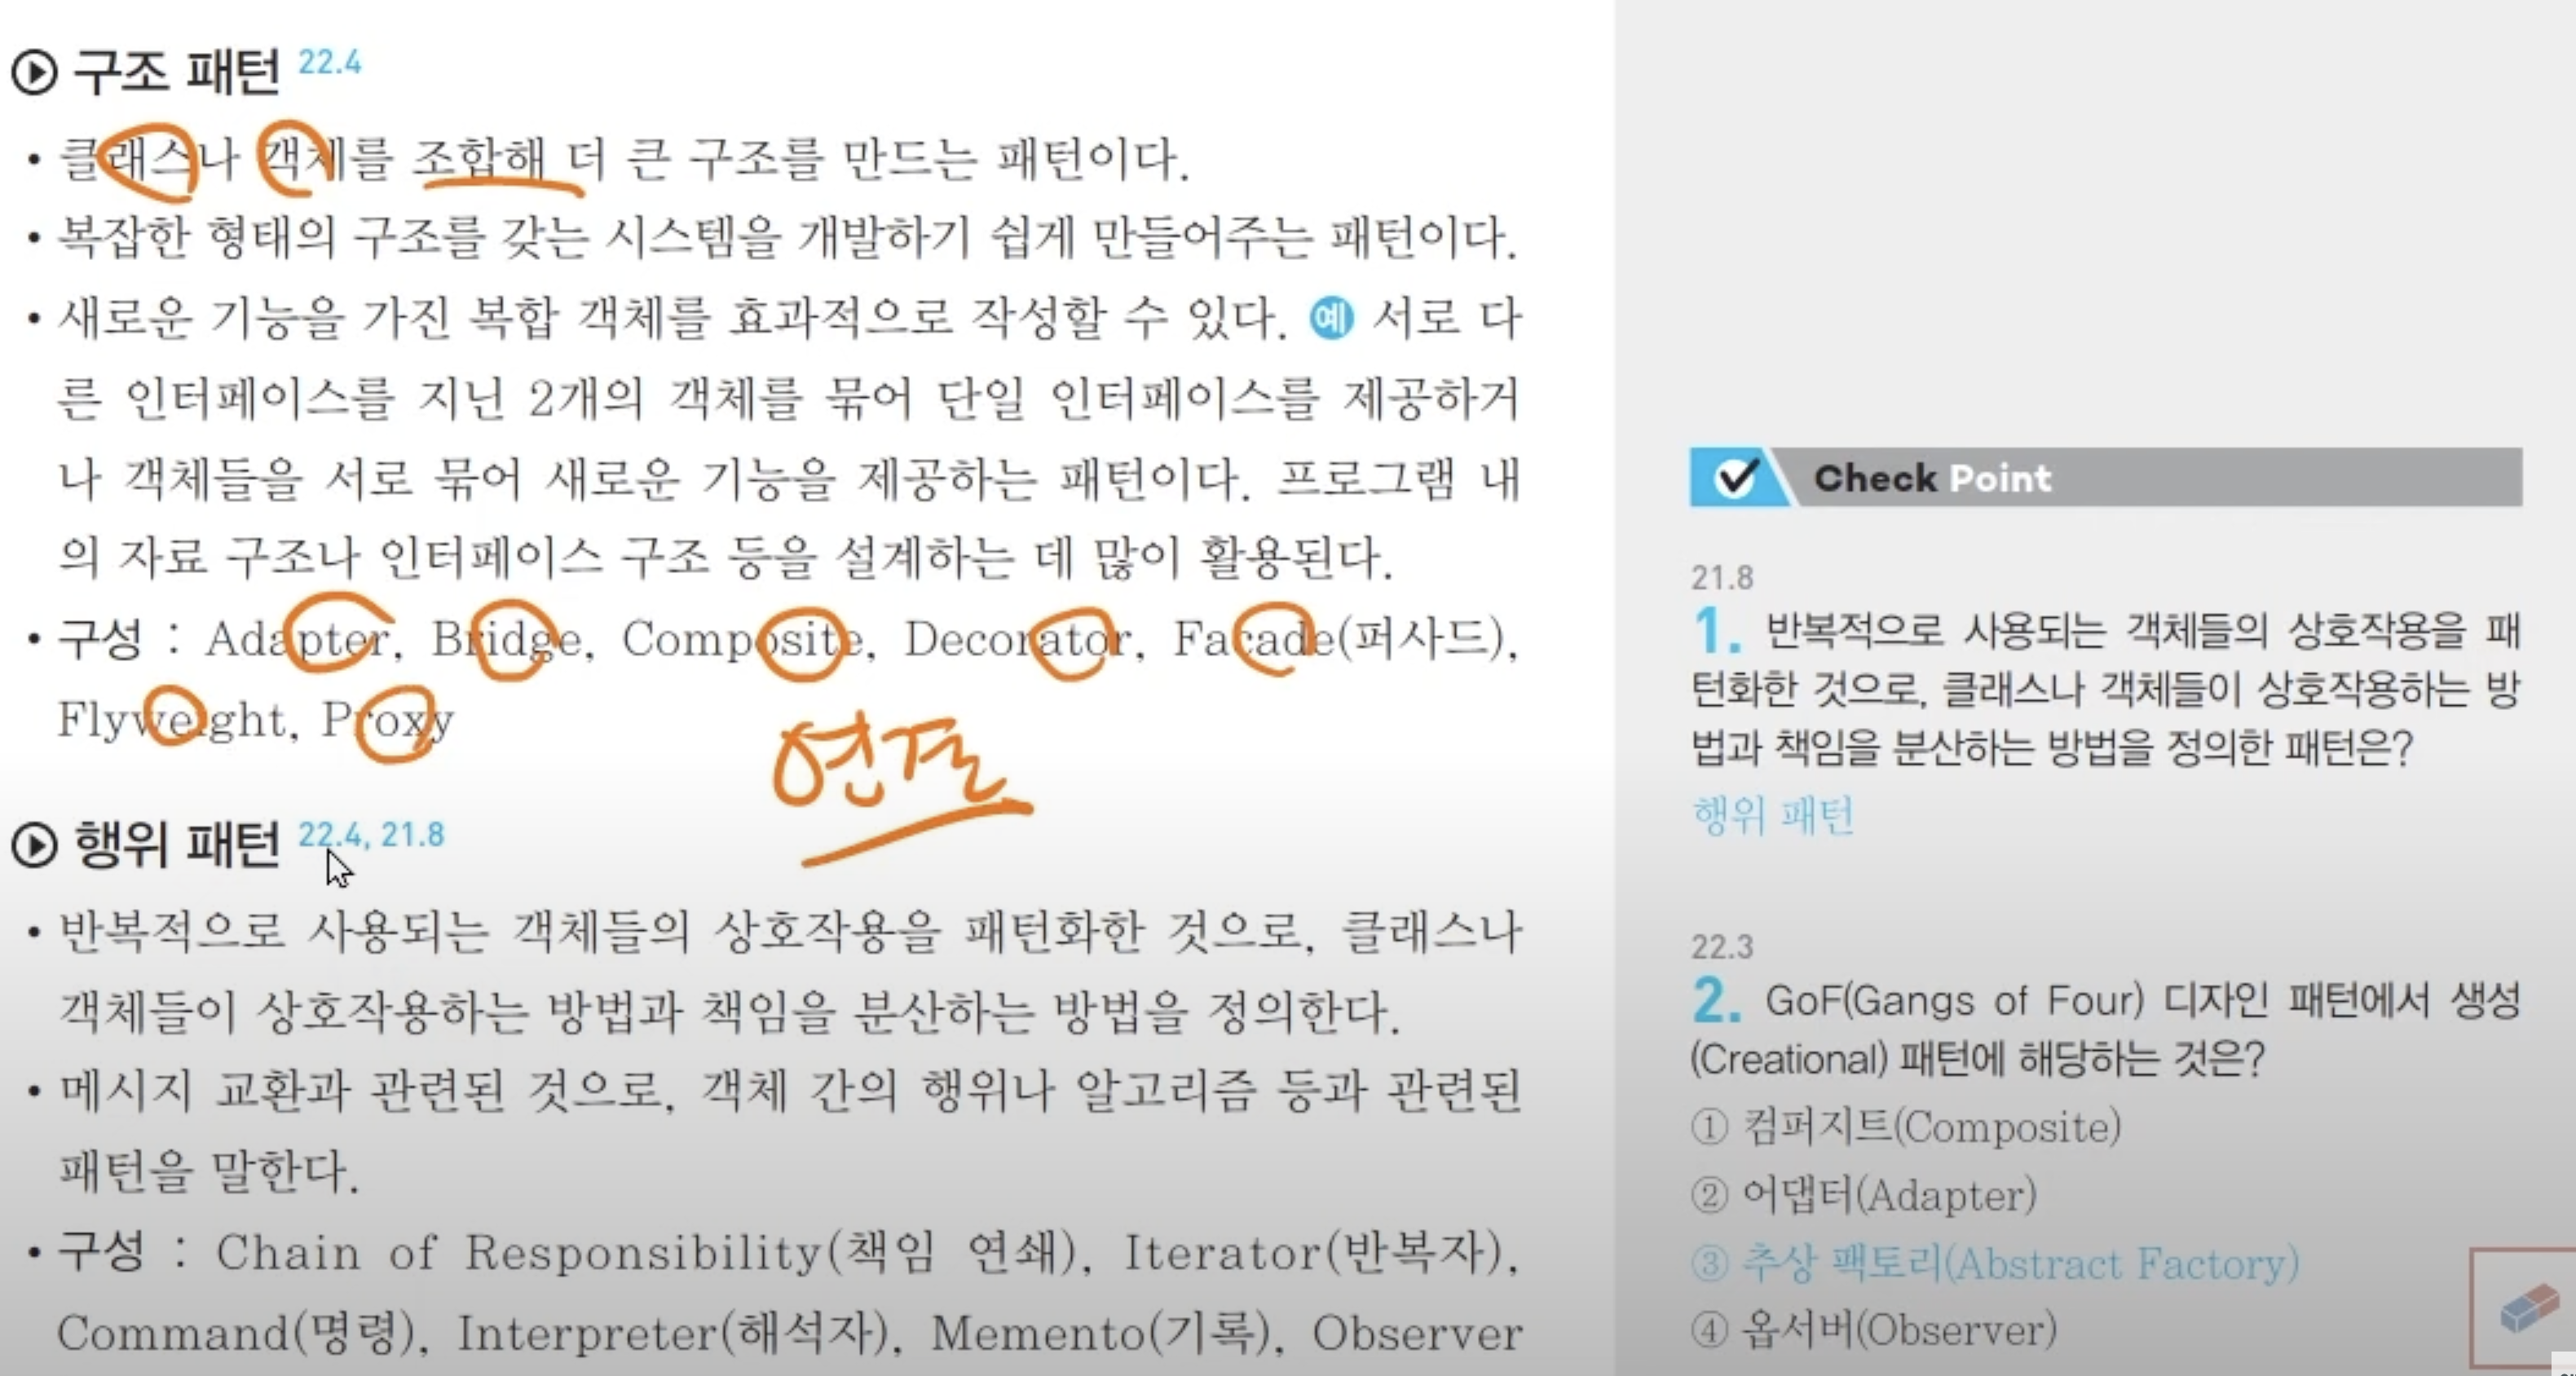 구조 패턴 22.4
• 클래스나 객체를 조합해 더 큰 구조를 만드는 패턴이다.
• 복잡한 형태의 구조를 갖는 시스템을 개발하기 쉽게 만들어주는 패턴이다.
• 새로운 기능을 가진 복합 객체를 효과적으로 작성할 수 있다. 예 서로 다
른 인터페이스를 지닌 2개의 객체를 묶어 단일 인터페이스를 제공하거
나 객체들을 서로 묶어 새로운 기능을 제공하는 패턴이다. 프로그램 내
의 자료 구조나 인터페이스 구조 등을 설계하는 데 많이 활용된다.
• 구성 : Adapter, Bridge, Composite, Decorator, Facade(퍼사드),
Flyweight, Proxy
연결
행위 패턴 22.4, 21.8
• 반복적으로 사용되는 객체들의 상호작용을 패턴화한 것으로, 클래스나
객체들이 상호작용하는 방법과 책임을 분산하는 방법을 정의한다.
• 메시지 교환과 관련된 것으로, 객체 간의 행위나 알고리즘 등과 관련된
패턴을 말한다.
• 구성 : Chain of Responsibility(책임 연쇄), Iterator(반복자),
Command(명령), Interpreter(해석자), Memento(기록), Observer
Check Point
21.8
1. 반복적으로 사용되는 객체들의 상호작용을 패
턴화한 것으로, 클래스나 객체들이 상호작용하는 방
법과 책임을 분산하는 방법을 정의한 패턴은?
행위 패턴
22.3
2. GoF(Gangs of Four) 디자인 패턴에서 생성
(Creational) 패턴에 해당하는 것은?
① 컴퍼지트(Composite)
② 어댑터(Adapter)
③ 추상 팩토리(Abstract Factory)
④ 옵서버(Observer)